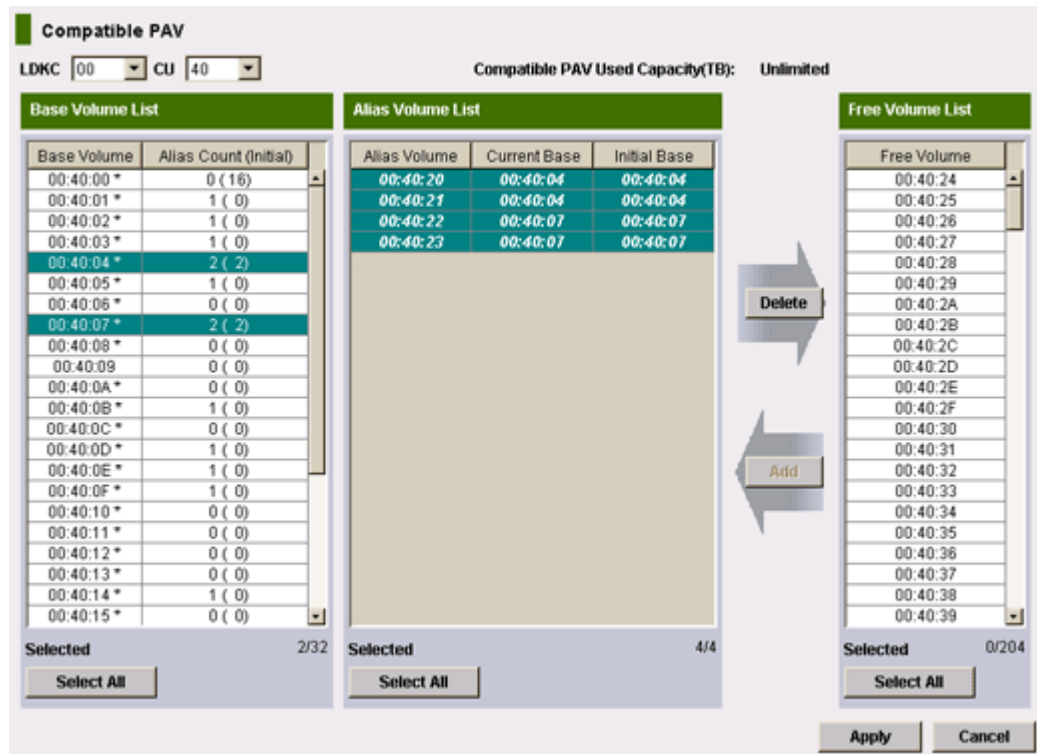 Compatible PAV
LDKC 00 CU 40 Compatible PAV Used Capacity(TB): Unlimited
Base Volume List
Base Volume Alias Count (Initial)
00:40:00 * 0 ( 16)
00:40:01 * 1 ( 0)
00:40:02 * 1 ( 0)
00:40:03 * 1 ( 0)
00:40:04 * 2 ( 2)
00:40:05 * 1 ( 0)
00:40:06 * 0 ( 0)
00:40:07 * 2 ( 2)
00:40:08 * 0 ( 0)
00:40:09 0 ( 0)
00:40:0A * 0 ( 0)
00:40:0B * 1 ( 0)
00:40:0C * 0 ( 0)
00:40:0D * 1 ( 0)
00:40:0E * 1 ( 0)
00:40:0F * 1 ( 0)
00:40:10 * 0 ( 0)
00:40:11 * 0 ( 0)
00:40:12 * 0 ( 0)
00:40:13 * 0 ( 0)
00:40:14 * 1 ( 0)
00:40:15 * 0 ( 0)
Selected 2/32
Select All
Alias Volume List
Alias Volume Current Base Initial Base
00:40:20 00:40:04 00:40:04
00:40:21 00:40:04 00:40:04
00:40:22 00:40:07 00:40:07
00:40:23 00:40:07 00:40:07
Selected 4/4
Select All
Delete
Add
Free Volume List
Free Volume
00:40:24
00:40:25
00:40:26
00:40:27
00:40:28
00:40:29
00:40:2A
00:40:2B
00:40:2C
00:40:2D
00:40:2E
00:40:2F
00:40:30
00:40:31
00:40:32
00:40:33
00:40:34
00:40:35
00:40:36
00:40:37
00:40:38
00:40:39
Selected 0/204
Select All
Apply Cancel